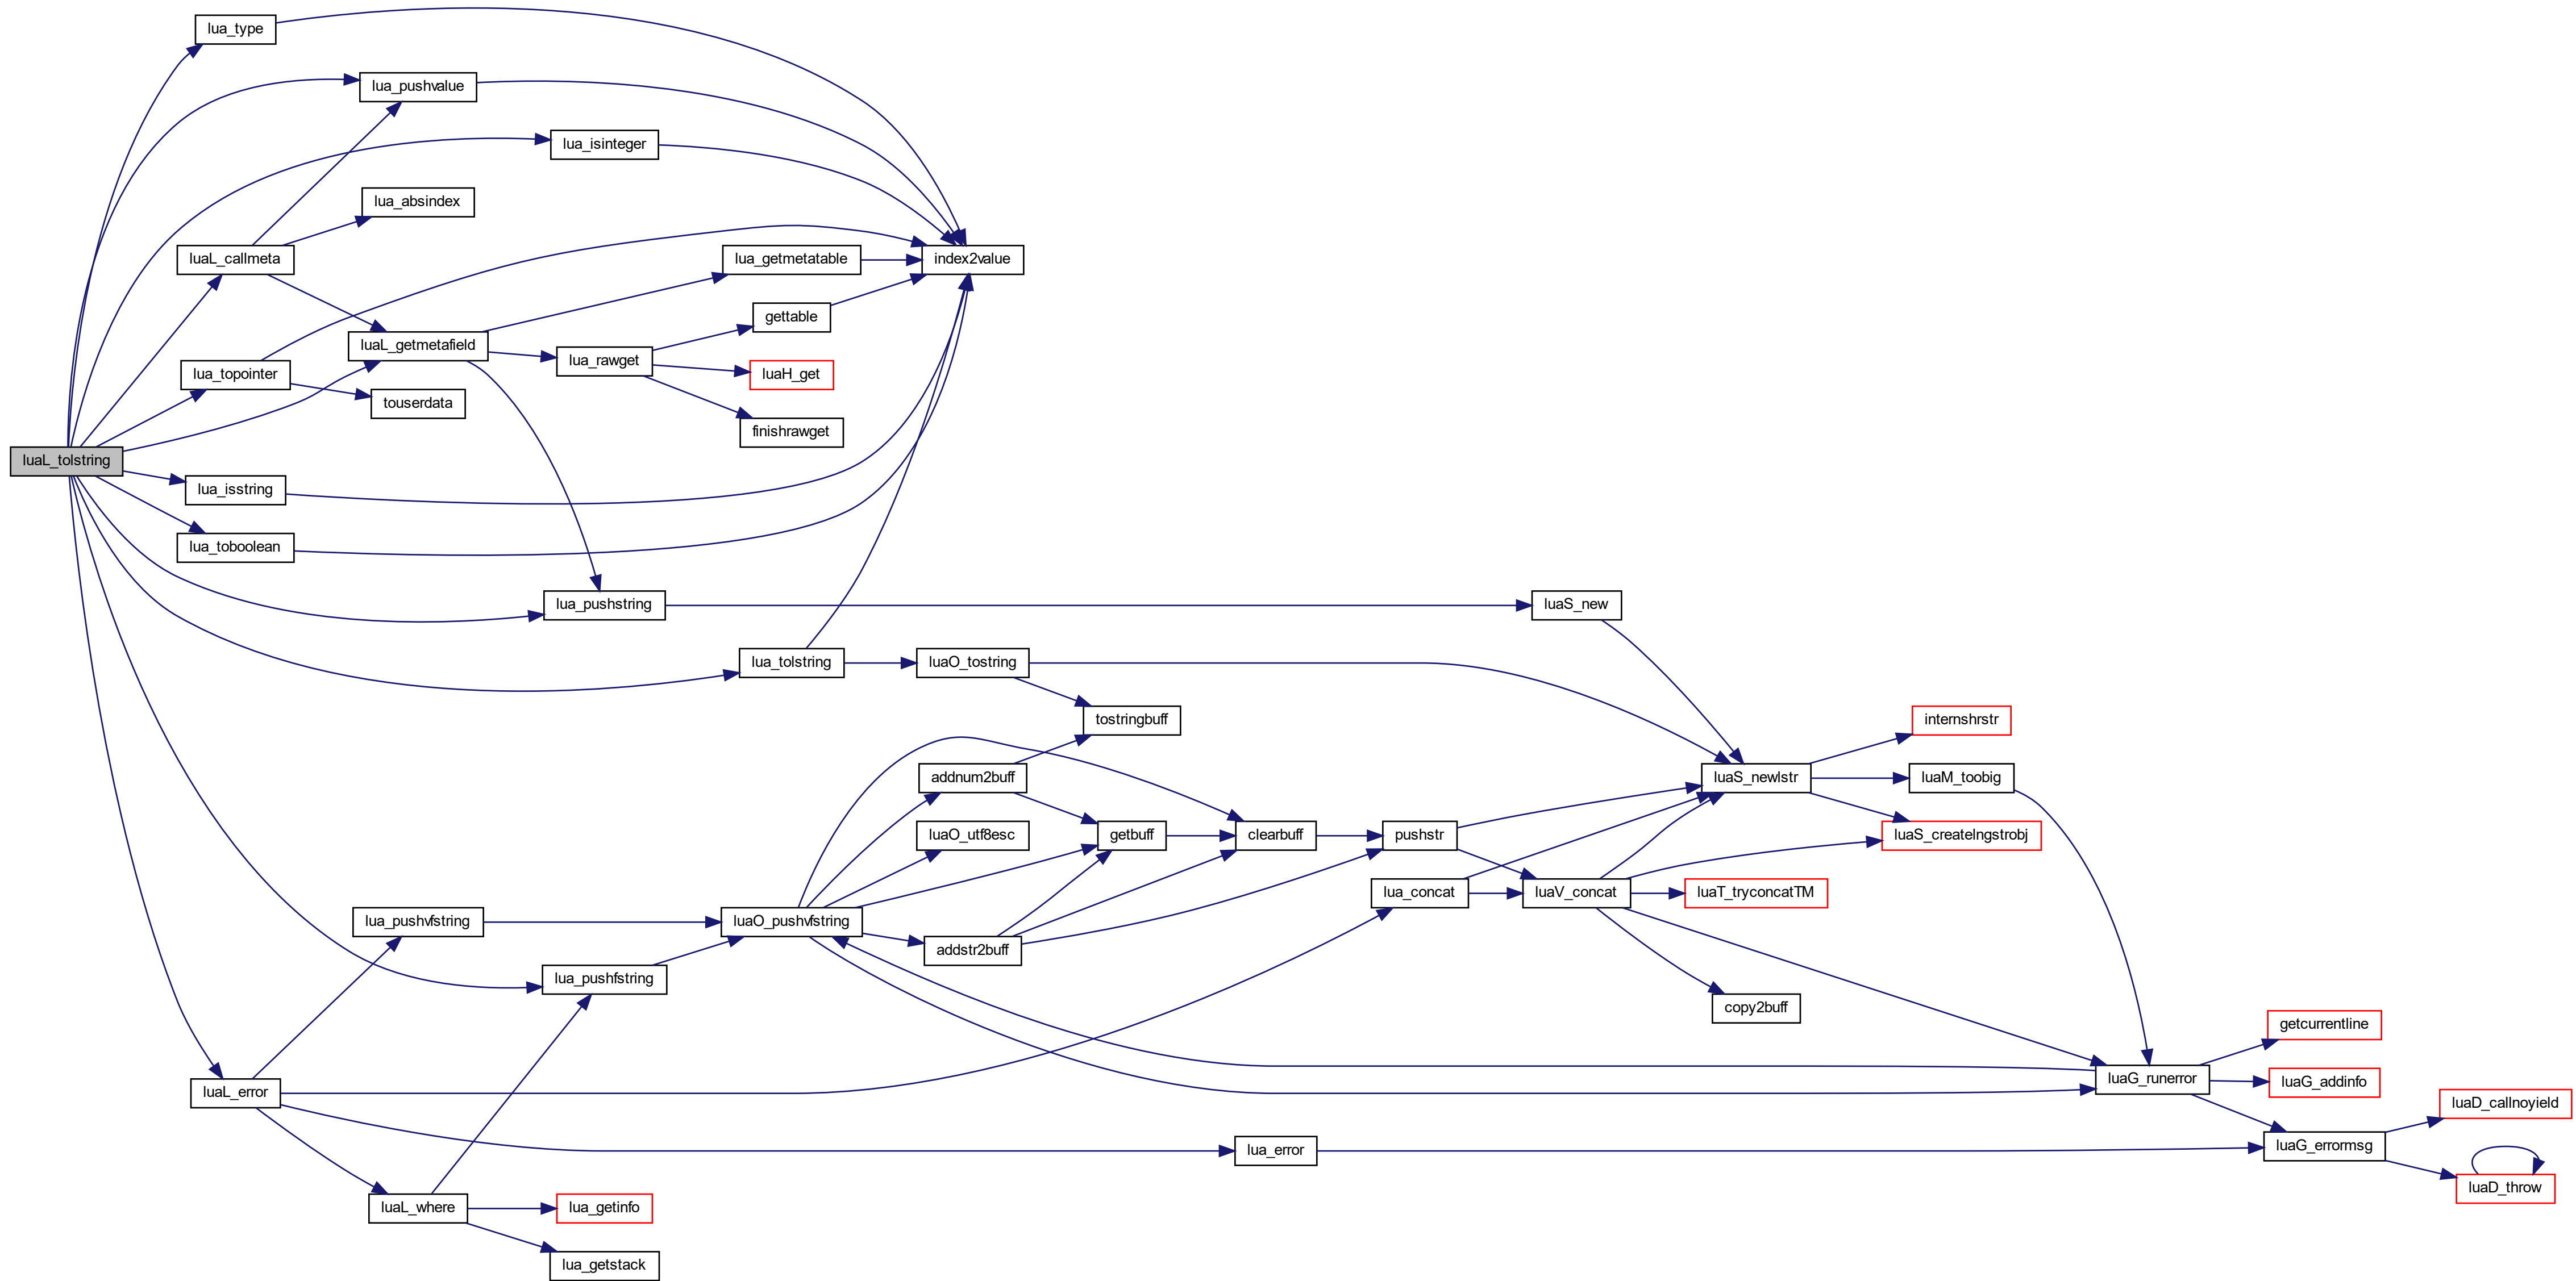 lua_type
lua_pushvalue
lua_isinteger
lua_absindex
luaL_callmeta
lua_getmetatable
index2value
gettable
luaL_getmetafield
lua_rawget
lua_topointer
luaH_get
touserdata
finishrawget
luaL_tolstring
lua_isstring
lua_toboolean
lua_pushstring
luaS_new
lua_tolstring
luaO_tostring
tostringbuff
internshrstr
addnum2buff
luaS_newlstr
luaM_toobig
luaO_utf8esc
getbuff
clearbuff
pushstr
luaS_createlngstrobj
lua_concat
luaV_concat
luaT_tryconcatTM
lua_pushvfstring
luaO_pushvfstring
addstr2buff
lua_pushfstring
copy2buff
getcurrentline
luaL_error
luaG_runerror
luaG_addinfo
luaD_callnoyield
lua_error
luaG_errormsg
luaD_throw
luaL_where
lua_getinfo
lua_getstack